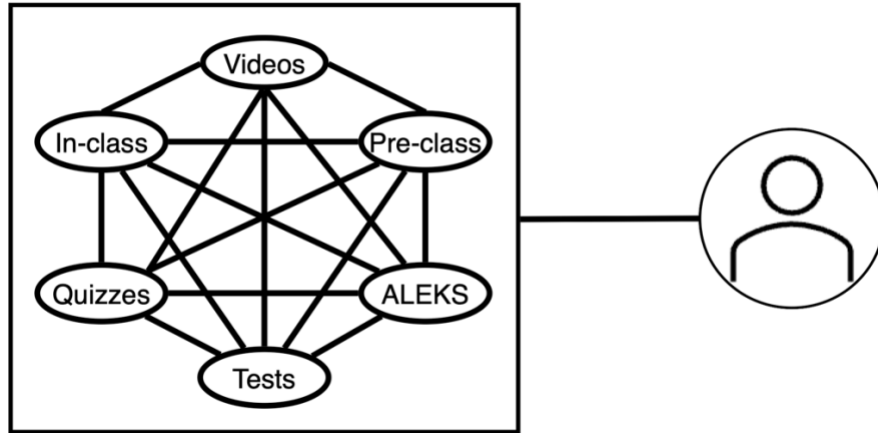 Videos
In-class
Pre-class
Quizzes
ALEKS
Tests